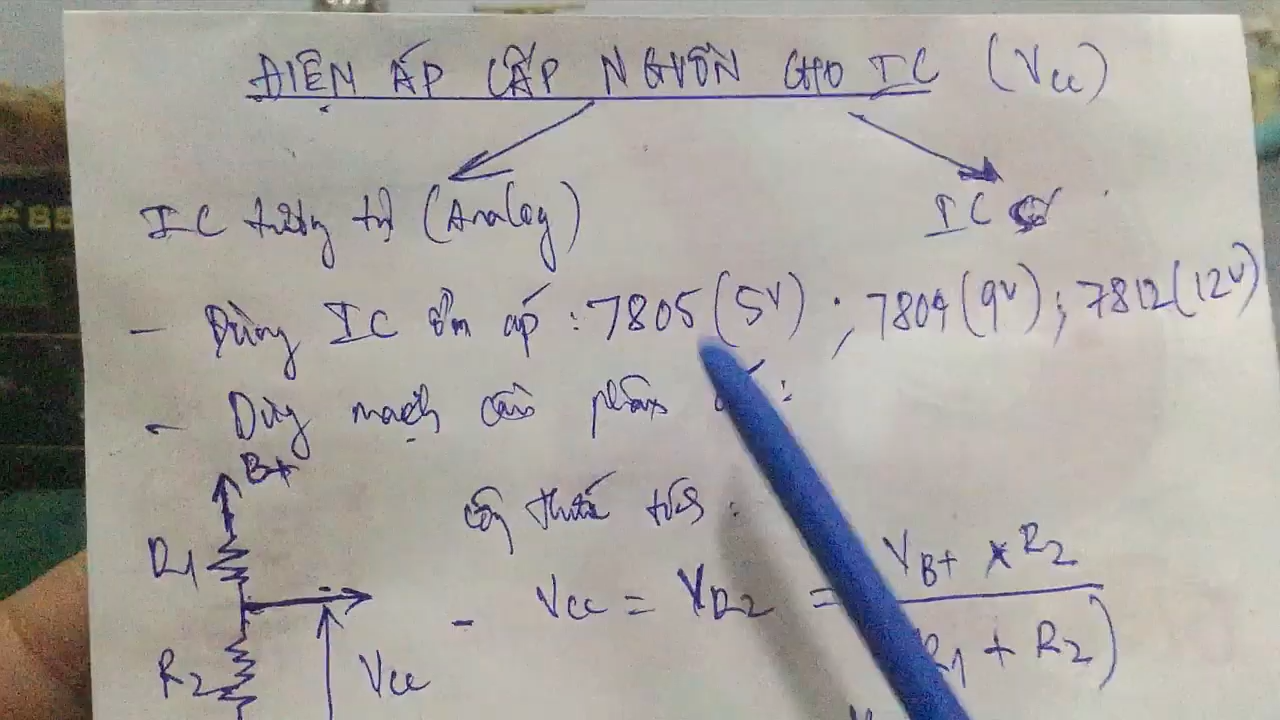 ĐIỆN ÁP CẤP NGUỒN CHO IC (Vcc)
IC tương tự (Analog)
IC số
- Dùng IC ổn áp : 7805 (5V) ; 7809 (9V) ; 7812 (12V)
- Dùng mạch cầu phân áp :
B+
R1
R2
Vcc
công thức tính :
- Vcc = VR2 = VB+ * R2
R1 + R2)